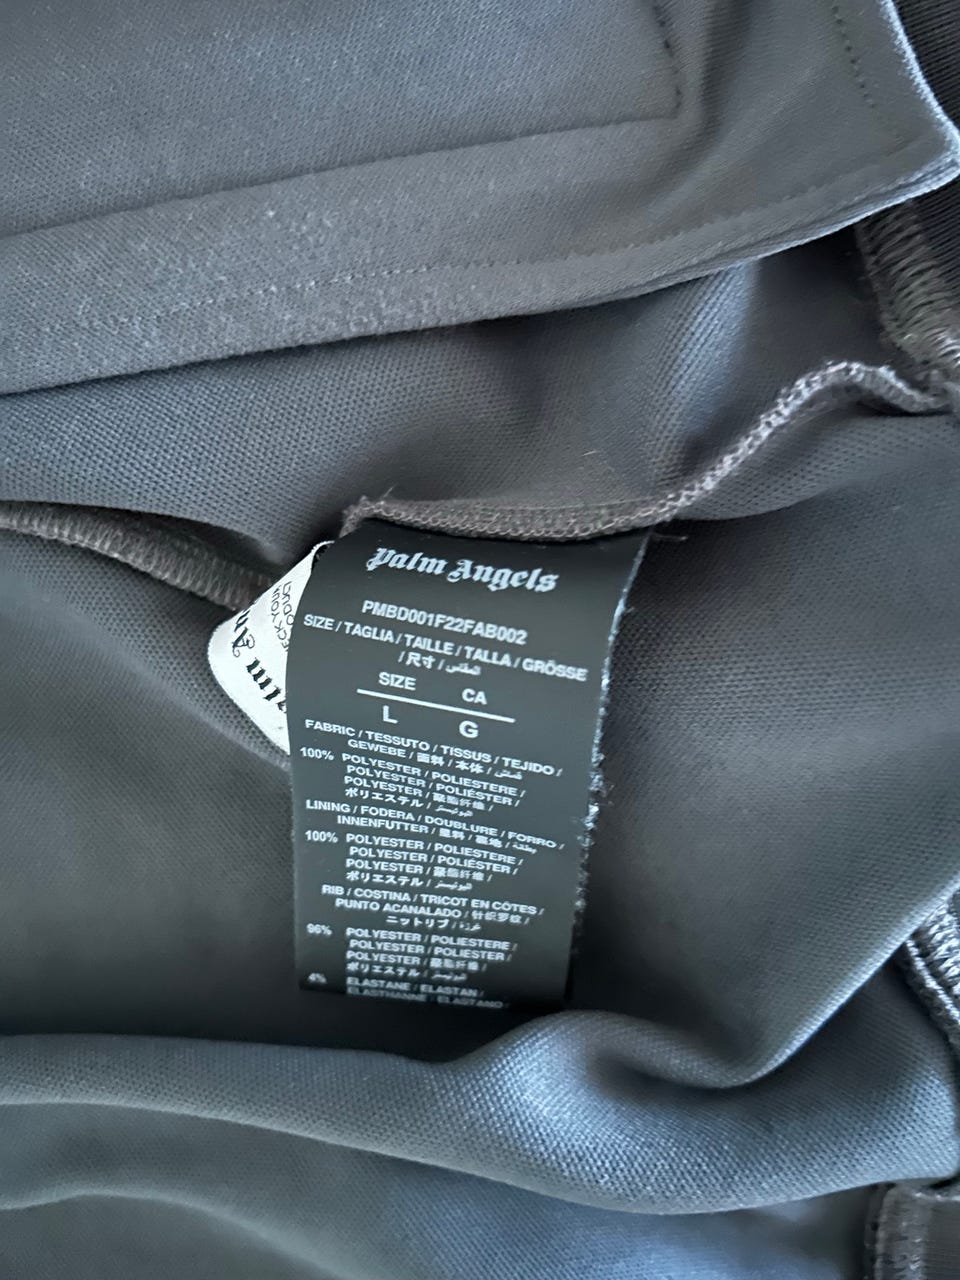 Palm Angels
PMBD001F22FAB002
SIZE / TAGLIA / TAILLE / TALLA / GRÖSSE
/ 尺寸 / المقاس
SIZE CA
L G
FABRIC / TESSUTO / TISSUS / TEJIDO /
GEWEBE / 面料 / 本体 / قماش
100% POLYESTER / POLIESTERE /
POLYESTER / POLIÉSTER /
POLYESTER / 聚酯纤维 /
ポリエステル /
LINING / FODERA / DOUBLURE / FORRO /
INNENFUTTER / 里料 / 裏地 / بطانة
100% POLYESTER / POLIESTERE /
POLYESTER / POLIÉSTER /
POLYESTER / 聚酯纤维 /
ポリエステル /
RIB / COSTINA / TRICOT EN CÔTES /
PUNTO ACANALADO / 针织罗纹 /
ニットリブ /
96% POLYESTER / POLIESTERE /
POLYESTER / POLIÉSTER /
POLYESTER / 聚酯纤维 /
ポリエステル /
4% ELASTANE / ELASTAN /
ELASTHANNE / ELASTANO /